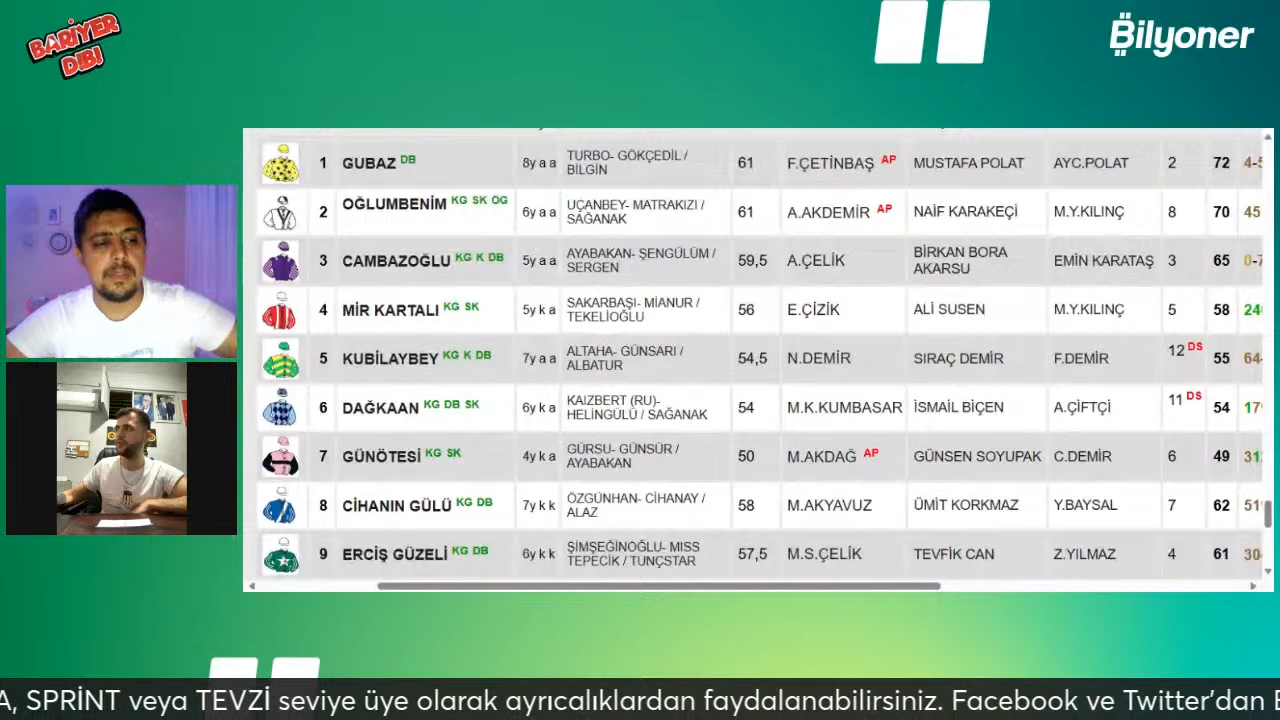 BARİYER
DIBI
Bilyoner
1 GUBAZ DB 8y a a TURBO- GÖKÇEDİL / BİLGİN 61 F.ÇETİNBAŞ AP MUSTAFA POLAT AYC.POLAT 2 72
2 OĞLUMBENİM KG SK ÖG 6y a a UÇANBEY- MATRAKIZI / SAĞANAK 61 A.AKDEMİR AP NAİF KARAKEÇİ M.Y.KILINÇ 8 70 45
3 CAMBAZOĞLU KG K DB 5y a a AYABAKAN- ŞENGÜLÜM / SERGEN 59,5 A.ÇELİK BİRKAN BORA AKARSU EMİN KARATAŞ 3 65
4 MİR KARTALI KG SK 5y k a SAKARBAŞI- MİANUR / TEKELİOĞLU 56 E.ÇİZİK ALİ SUSEN M.Y.KILINÇ 5 58 24
5 KUBİLAYBEY KG K DB 7y a a ALTAHA- GÜNSARI / ALBATUR 54,5 N.DEMİR SIRAÇ DEMİR F.DEMİR 12 DS 55 64
6 DAĞKAAN KG DB SK 6y k a KAIZBERT (RU)- HELİNGÜLÜ / SAĞANAK 54 M.K.KUMBASAR İSMAİL BİÇEN A.ÇİFTÇİ 11 DS 54
7 GÜNÖTESİ KG SK 4y k a GÜRSU- GÜNSÜR / AYABAKAN 50 M.AKDAĞ AP GÜNSEN SOYUPAK C.DEMİR 6 49 31
8 CİHANIN GÜLÜ KG DB 7y k k ÖZGÜNHAN- CİHANAY / ALAZ 58 M.AKYAVUZ ÜMİT KORKMAZ Y.BAYSAL 7 62 51
9 ERCİŞ GÜZELİ KG DB 6y k k ŞİMŞEĞİNOĞLU- MISS TEPECİK / TUNÇSTAR 57,5 M.S.ÇELİK TEVFİK CAN Z.YILMAZ 4 61 30
A, SPRİNT veya TEVZİ seviye üye olarak ayrıcalıklardan faydalanabilirsiniz. Facebook ve Twitter'dan